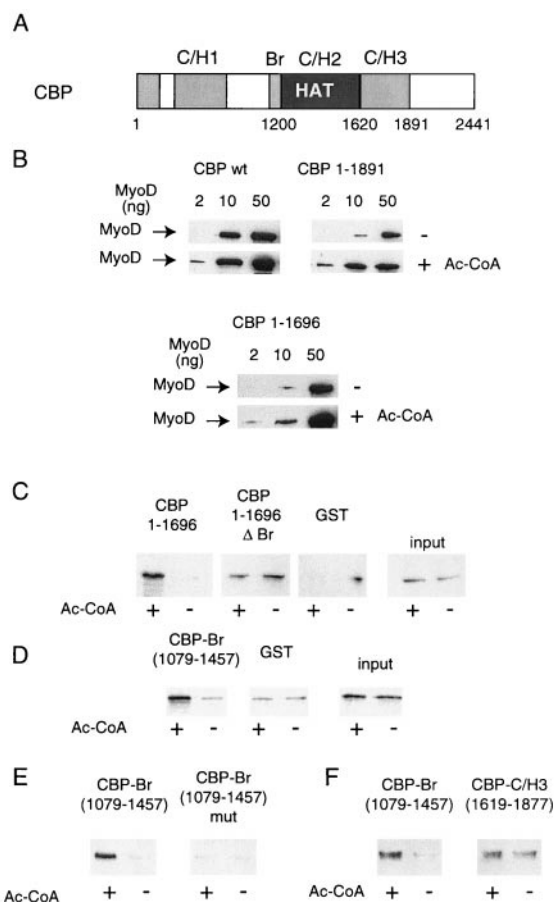 A
C/H1 Br C/H2 C/H3
CBP HAT
1 1200 1620 1891 2441
B
CBP wt CBP 1-1891
MyoD (ng) 2 10 50 2 10 50
MyoD → -
MyoD → + Ac-CoA
CBP 1-1696
MyoD (ng) 2 10 50
MyoD → -
MyoD → + Ac-CoA
C
CBP 1-1696 CBP 1-1696 Δ Br GST input
Ac-CoA + - + - + - + -
D
CBP-Br (1079-1457) GST input
Ac-CoA + - + - + -
E
CBP-Br (1079-1457) CBP-Br (1079-1457) mut
Ac-CoA + - + -
F
CBP-Br (1079-1457) CBP-C/H3 (1619-1877)
Ac-CoA + - + -